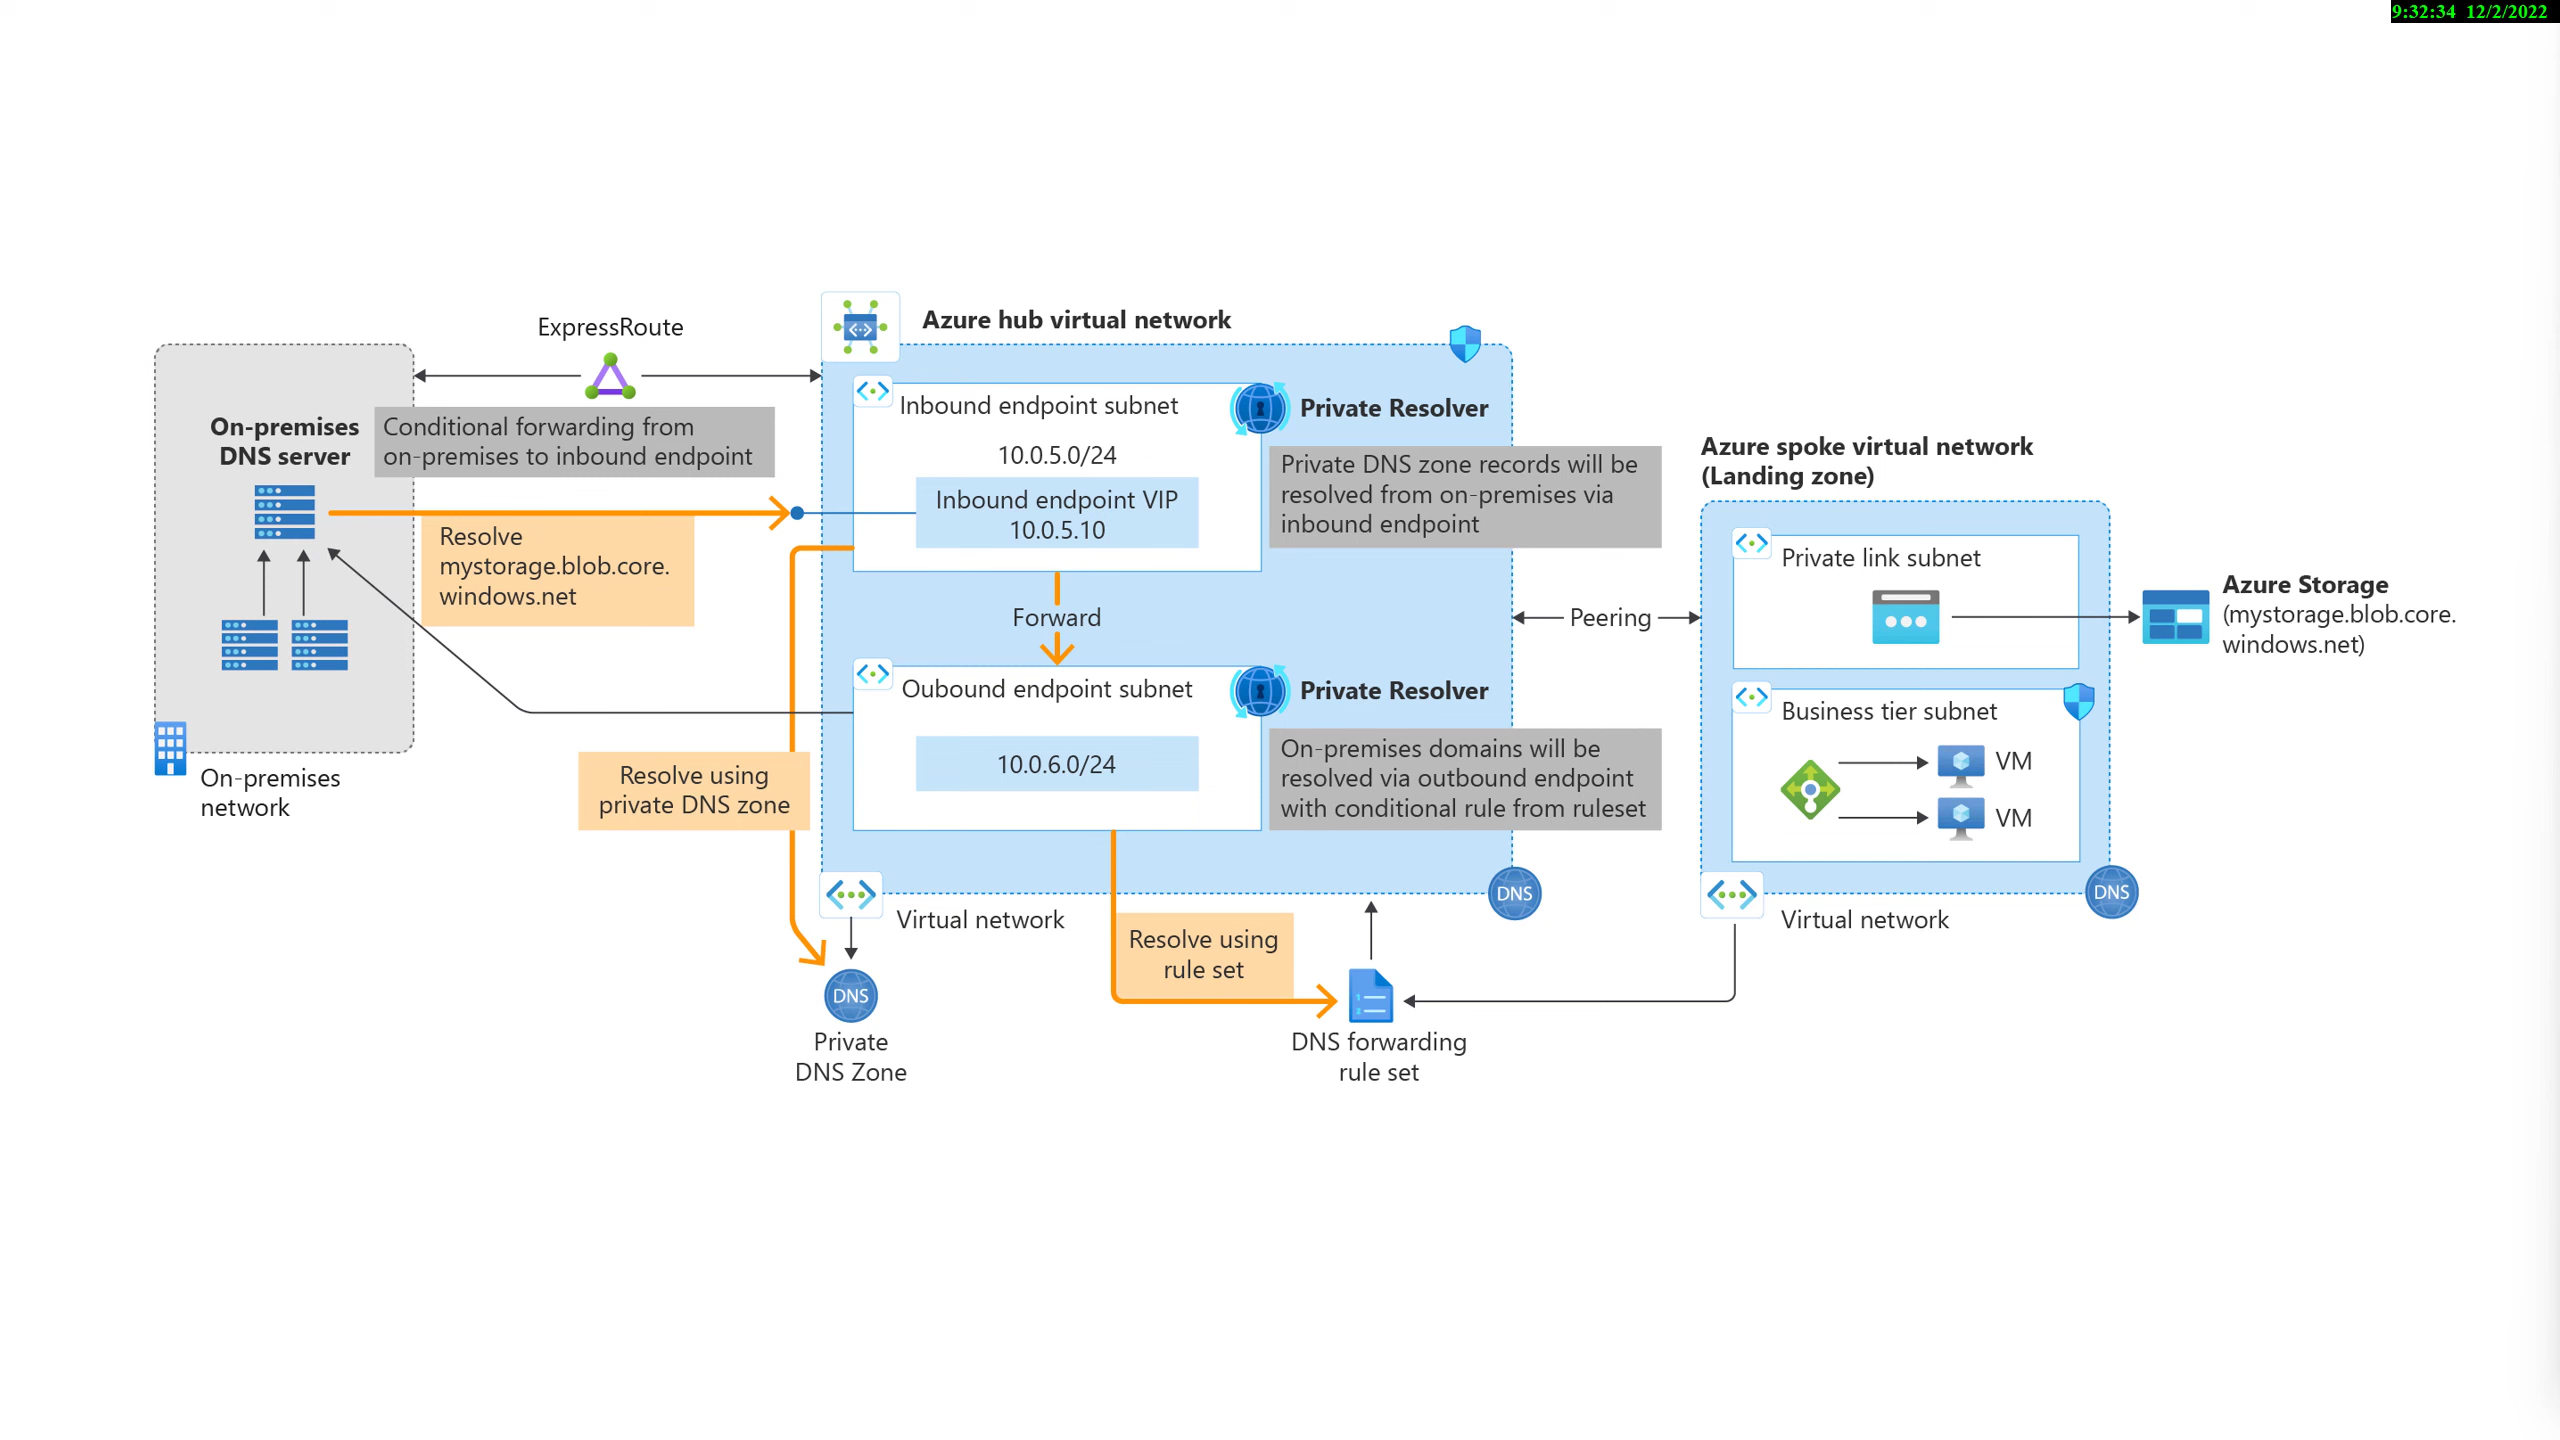 9:32:34 12/2/2022
ExpressRoute
Azure hub virtual network
On-premises
DNS server
Conditional forwarding from
on-premises to inbound endpoint
Inbound endpoint subnet
10.0.5.0/24
Inbound endpoint VIP
10.0.5.10
Private Resolver
Private DNS zone records will be
resolved from on-premises via
inbound endpoint
Azure spoke virtual network
(Landing zone)
Resolve
mystorage.blob.core.
windows.net
Private link subnet
Azure Storage
(mystorage.blob.core.
windows.net)
Forward
Peering
Oubound endpoint subnet
10.0.6.0/24
Private Resolver
On-premises domains will be
resolved via outbound endpoint
with conditional rule from ruleset
Business tier subnet
VM
VM
On-premises
network
Resolve using
private DNS zone
DNS
DNS
Virtual network
Virtual network
Resolve using
rule set
DNS
Private
DNS Zone
DNS forwarding
rule set